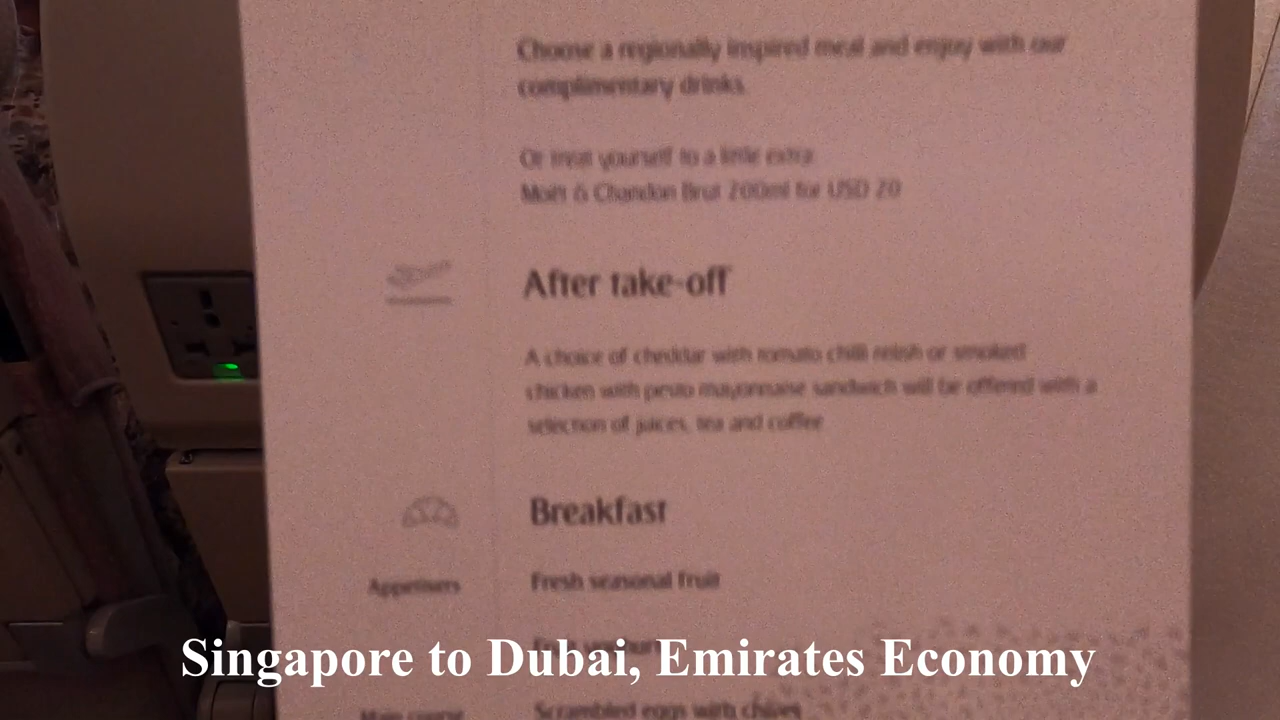 Choose a regionally inspired meal and enjoy with our
complimentary drinks.
Or treat yourself to a little extra
Moët & Chandon Brut 200ml for USD 20
After take-off
A choice of cheddar with tomato chilli relish or smoked
chicken with pesto mayonnaise sandwich will be offered with a
selection of juices, tea and coffee
Breakfast
Appetisers
Fresh seasonal fruit
Main course
Scrambled eggs with chives
Singapore to Dubai, Emirates Economy